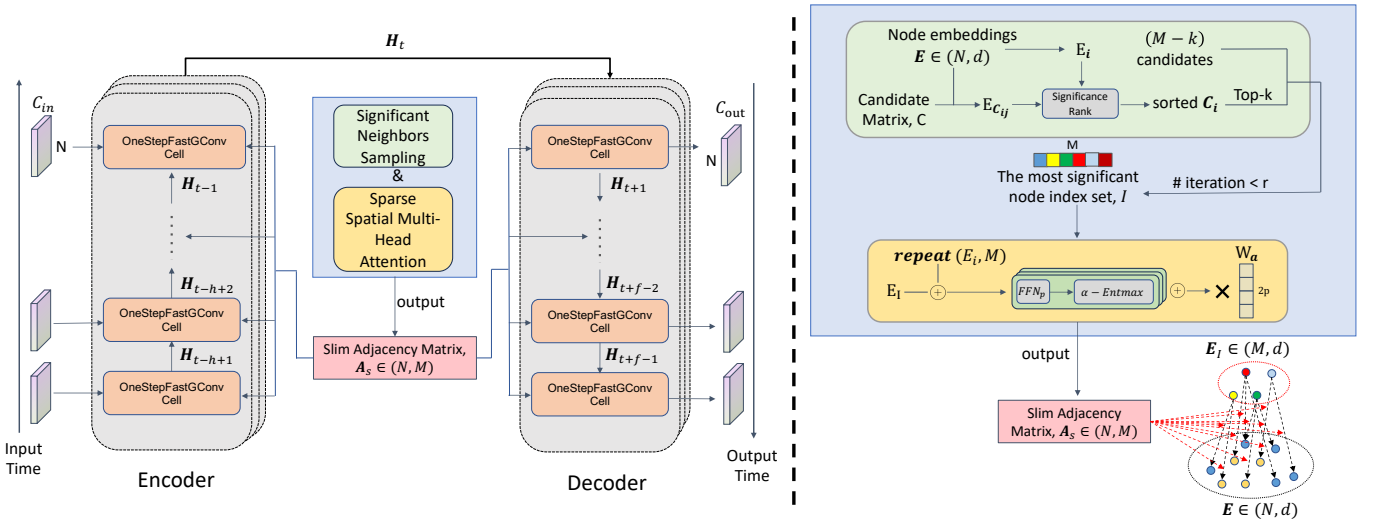 H_t
C_in
N
OneStepFastGConv
Cell
H_{t-1}
H_{t-h+2}
OneStepFastGConv
Cell
H_{t-h+1}
OneStepFastGConv
Cell
Input
Time
Encoder
Significant
Neighbors
Sampling
&
Sparse
Spatial Multi-
Head
Attention
output
Slim Adjacency Matrix,
A_s ∈ (N, M)
C_out
N
OneStepFastGConv
Cell
H_{t+1}
H_{t+f-2}
OneStepFastGConv
Cell
H_{t+f-1}
OneStepFastGConv
Cell
Output
Time
Decoder
Node embeddings
E ∈ (N, d)
E_i
(M − k)
candidates
Candidate
Matrix, C
E_{C_{ij}}
Significance
Rank
sorted C_i
Top-k
M
The most significant
node index set, I
# iteration < r
repeat (E_i, M)
E_I
FFN_p
α − Entmax
W_a
2p
output
Slim Adjacency
Matrix, A_s ∈ (N, M)
E_I ∈ (M, d)
E ∈ (N, d)